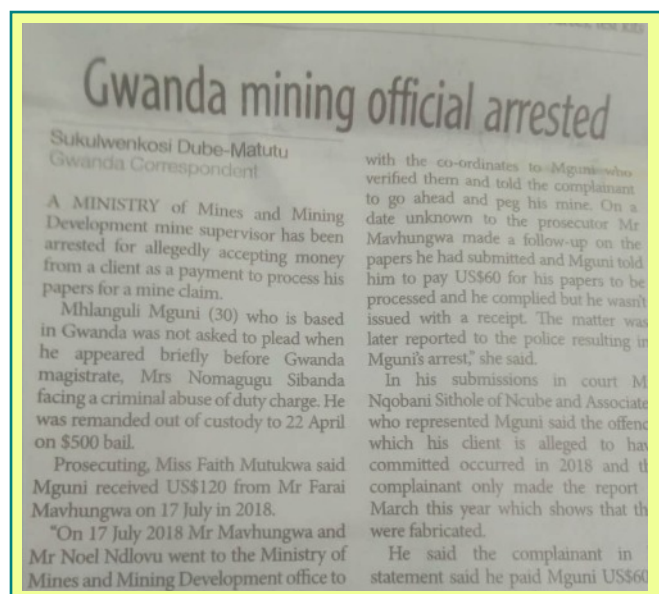 Gwanda mining official arrested
Sukulwenkosi Dube-Matutu
Gwanda Correspondent
A MINISTRY of Mines and Mining
Development mine supervisor has been
arrested for allegedly accepting money
from a client as a payment to process his
papers for a mine claim.
Mhlanguli Mguni (30) who is based
in Gwanda was not asked to plead when
he appeared briefly before Gwanda
magistrate, Mrs Nomagugu Sibanda
facing a criminal abuse of duty charge. He
was remanded out of custody to 22 April
on $500 bail.
Prosecuting, Miss Faith Mutukwa said
Mguni received US$120 from Mr Farai
Mavhungwa on 17 July in 2018.
"On 17 July 2018 Mr Mavhungwa and
Mr Noel Ndlovu went to the Ministry of
Mines and Mining Development office to
with the co-ordinates to Mguni who
verified them and told the complainant
to go ahead and peg his mine. On a
date unknown to the prosecutor Mr
Mavhungwa made a follow-up on the
papers he had submitted and Mguni told
him to pay US$60 for his papers to be
processed and he complied but he wasn't
issued with a receipt. The matter was
later reported to the police resulting in
Mguni's arrest," she said.
In his submissions in court M
Nqobani Sithole of Ncube and Associate
who represented Mguni said the offenc
which his client is alleged to hav
committed occurred in 2018 and th
complainant only made the report
March this year which shows that th
were fabricated.
He said the complainant in
statement said he paid Mguni US$60